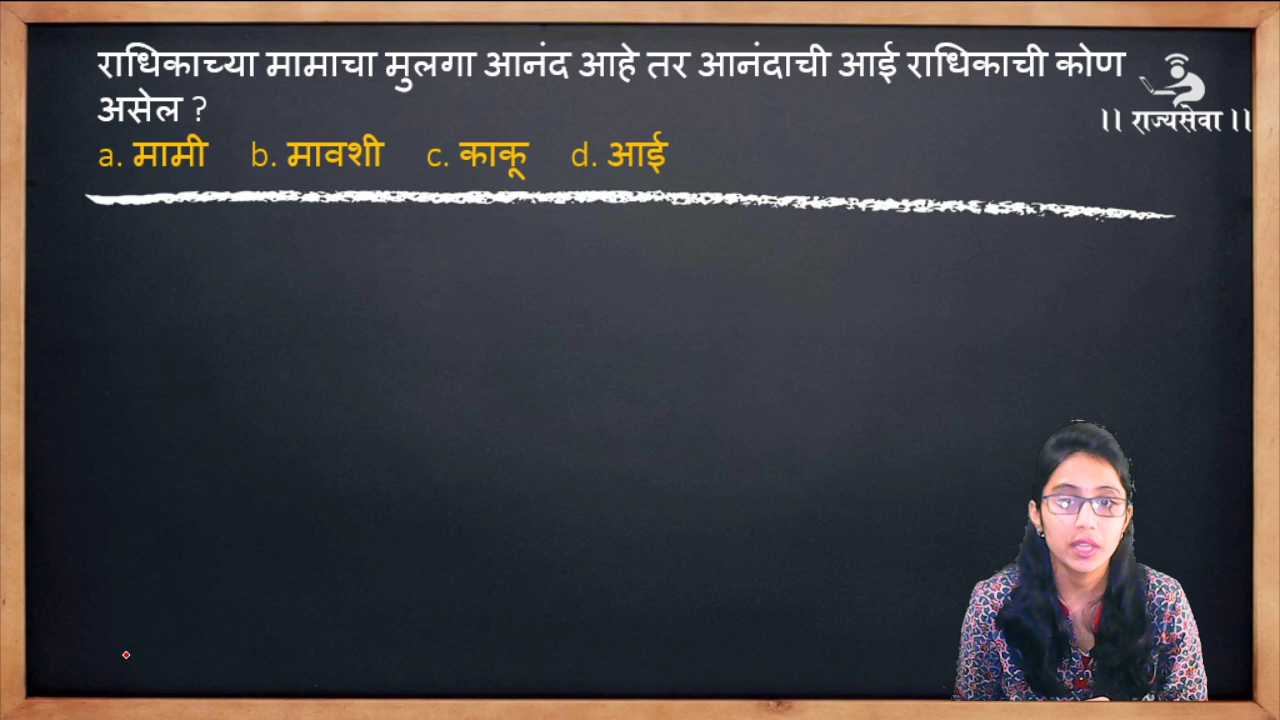 राधिकाच्या मामाचा मुलगा आनंद आहे तर आनंदाची आई राधिकाची कोण
असेल ?
a. मामी b. मावशी c. काकू d. आई
।। राज्यसेवा ।।